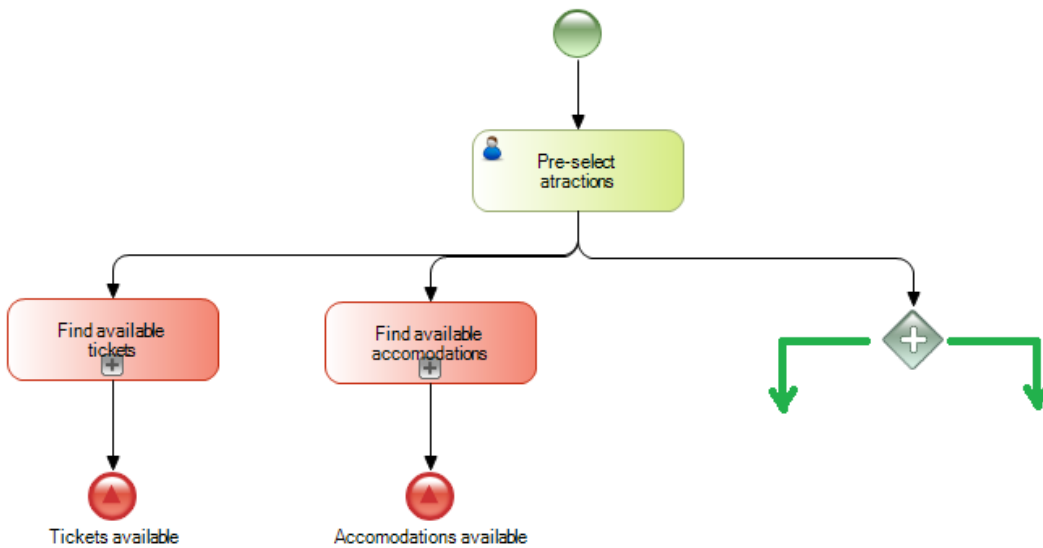 Pre-select
atractions
Find available
tickets
Find available
accomodations
Tickets available
Accomodations available